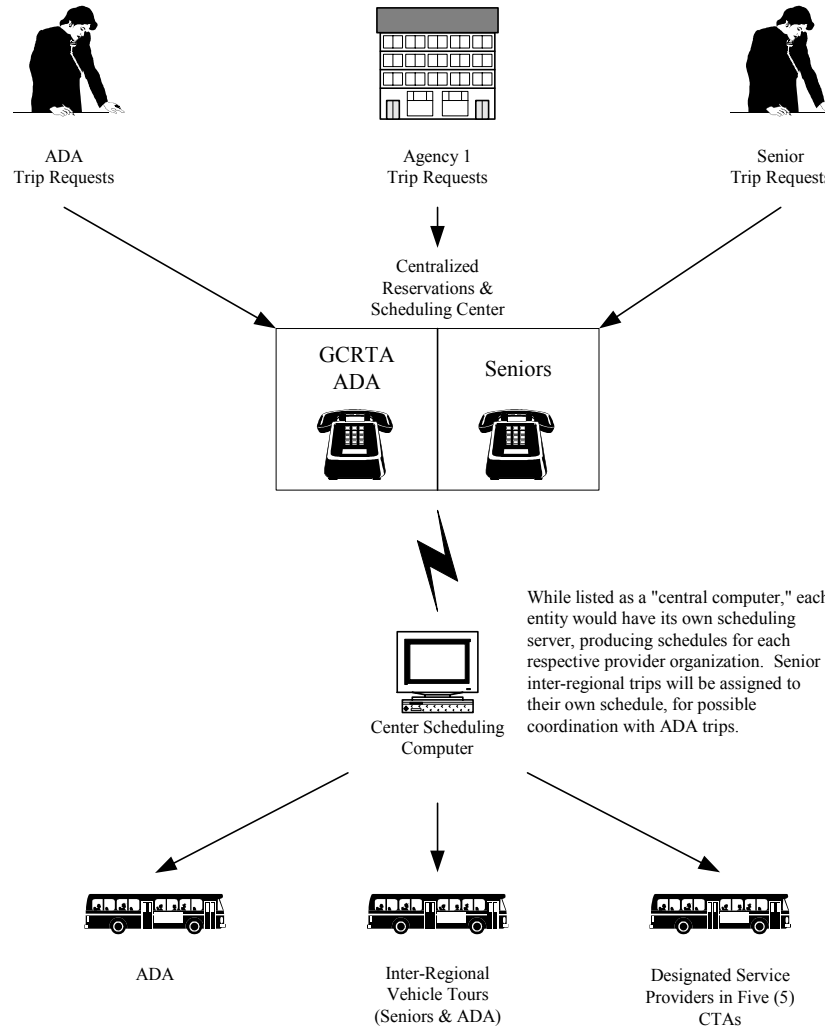 ADA
Trip Requests
Agency 1
Trip Requests
Senior
Trip Requests
Centralized
Reservations &
Scheduling Center
GCRTA
ADA
Seniors
While listed as a "central computer," each
entity would have its own scheduling
server, producing schedules for each
respective provider organization.  Senior
inter-regional trips will be assigned to
their own schedule, for possible
coordination with ADA trips.
Center Scheduling
Computer
ADA
Inter-Regional
Vehicle Tours
(Seniors & ADA)
Designated Service
Providers in Five (5)
CTAs